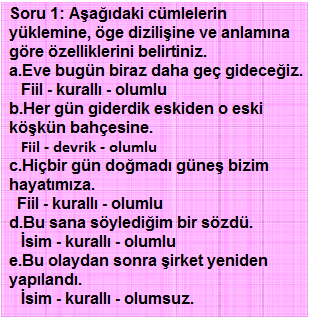 Soru 1: Aşağıdaki cümlelerin
yüklemine, öge dizilişine ve anlamına
göre özelliklerini belirtiniz.
a.Eve bugün biraz daha geç gideceğiz.
Fiil - kurallı - olumlu
b.Her gün giderdik eskiden o eski
köşkün bahçesine.
Fiil - devrik - olumlu
c.Hiçbir gün doğmadı güneş bizim
hayatımıza.
Fiil - kurallı - olumlu
d.Bu sana söylediğim bir sözdü.
İsim - kurallı - olumlu
e.Bu olaydan sonra şirket yeniden
yapılandı.
İsim - kurallı - olumsuz.